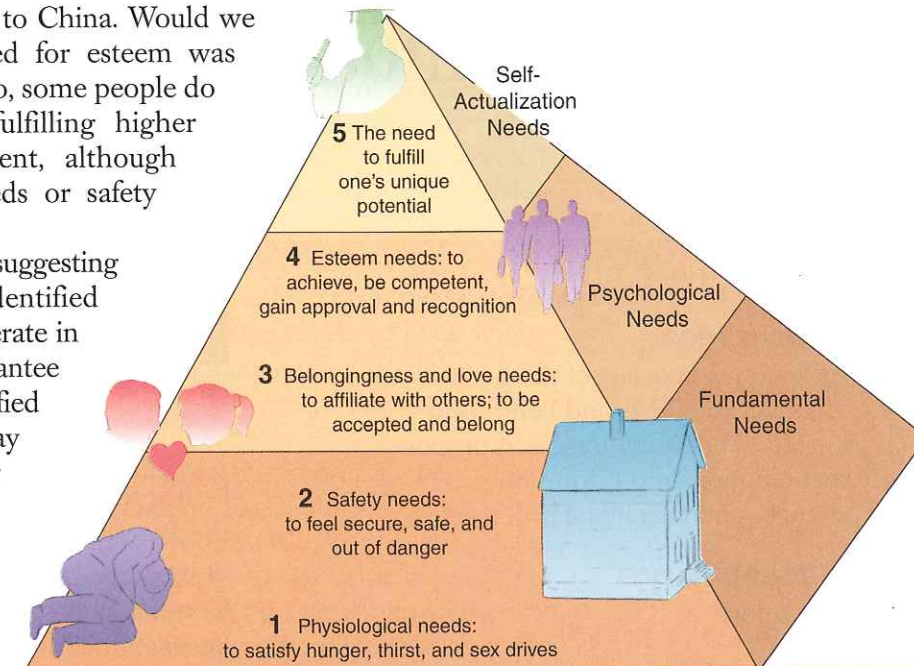 to China. Would we
ed for esteem was
o, some people do
fulfilling higher
ent, although
eds or safety
suggesting
dentified
erate in
antee
fied
ay
Self-
Actualization
Needs
5 The need
to fulfill
one's unique
potential
4 Esteem needs: to
achieve, be competent,
gain approval and recognition
Psychological
Needs
3 Belongingness and love needs:
to affiliate with others; to be
accepted and belong
Fundamental
Needs
2 Safety needs:
to feel secure, safe, and
out of danger
1 Physiological needs:
to satisfy hunger, thirst, and sex drives